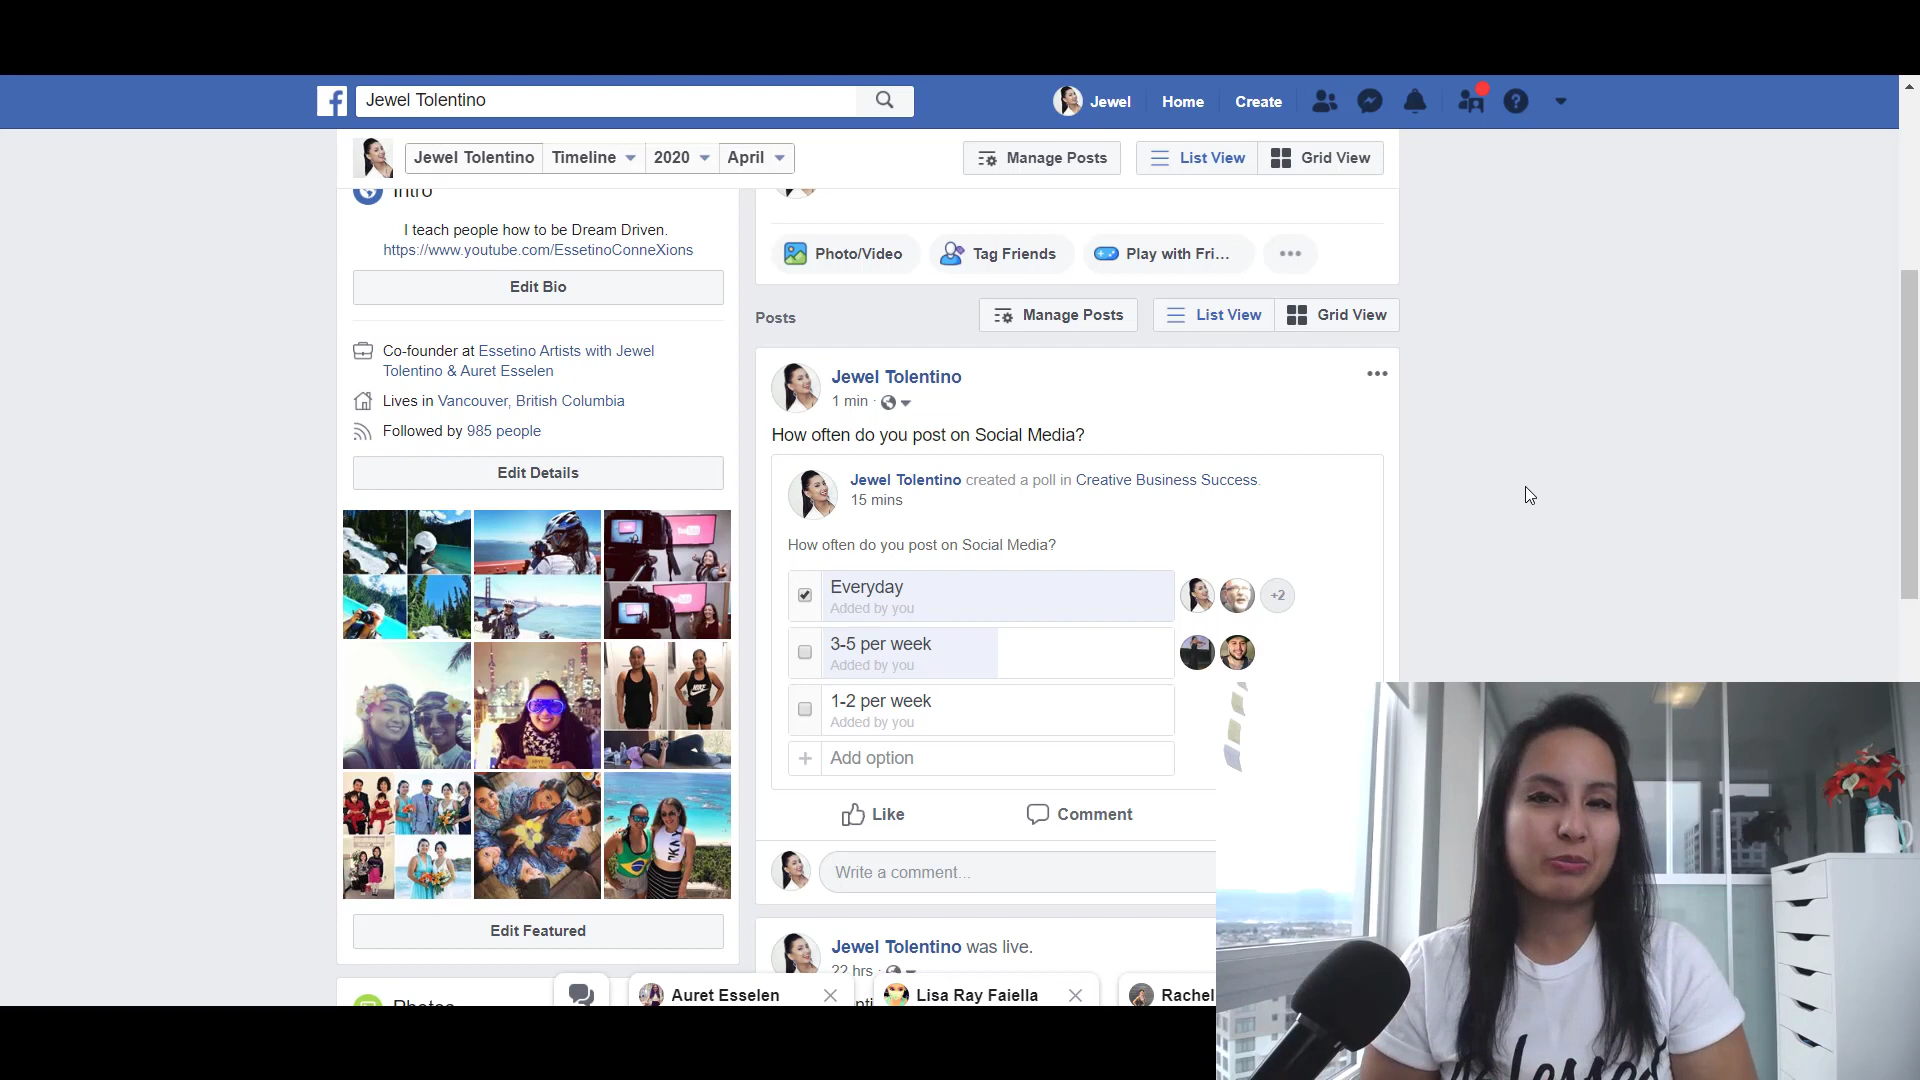 Jewel Tolentino
Jewel
Home
Create
Jewel Tolentino
Timeline
2020
April
Manage Posts
List View
Grid View
Intro
I teach people how to be Dream Driven.
https://www.youtube.com/EssetinoConneXions
Edit Bio
Co-founder at Essetino Artists with Jewel
Tolentino & Auret Esselen
Lives in Vancouver, British Columbia
Followed by 985 people
Edit Details
Edit Featured
Photos
Photo/Video
Tag Friends
Play with Fri...
Posts
Manage Posts
List View
Grid View
Jewel Tolentino
1 min ·
How often do you post on Social Media?
Jewel Tolentino created a poll in Creative Business Success.
15 mins
How often do you post on Social Media?
Everyday
Added by you
+2
3-5 per week
Added by you
1-2 per week
Added by you
Add option
Like
Comment
Write a comment...
Jewel Tolentino was live.
22 hrs ·
Auret Esselen
Lisa Ray Faiella
Rachel